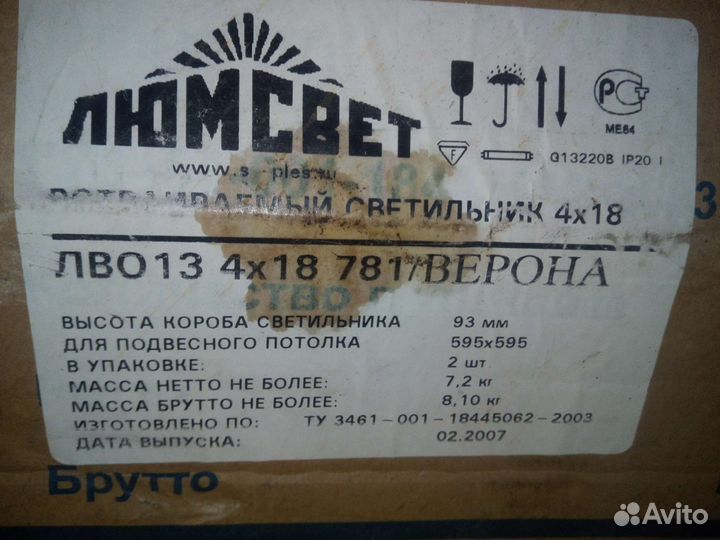 ЛЮМСВЕТ
МЕ64
G13220В IP20 I
ВСТРАИВАЕМЫЙ СВЕТИЛЬНИК 4х18
ЛВО13 4х18 781/ВЕРОНА
СТВО
ВЫСОТА КОРОБА СВЕТИЛЬНИКА 93 мм
ДЛЯ ПОДВЕСНОГО ПОТОЛКА 595х595
В УПАКОВКЕ: 2 шт
МАССА НЕТТО НЕ БОЛЕЕ: 7,2 кг
МАССА БРУТТО НЕ БОЛЕЕ: 8,10 кг
ИЗГОТОВЛЕНО ПО: ТУ 3461-001-18445062-2003
ДАТА ВЫПУСКА: 02.2007
Брутто
Avito